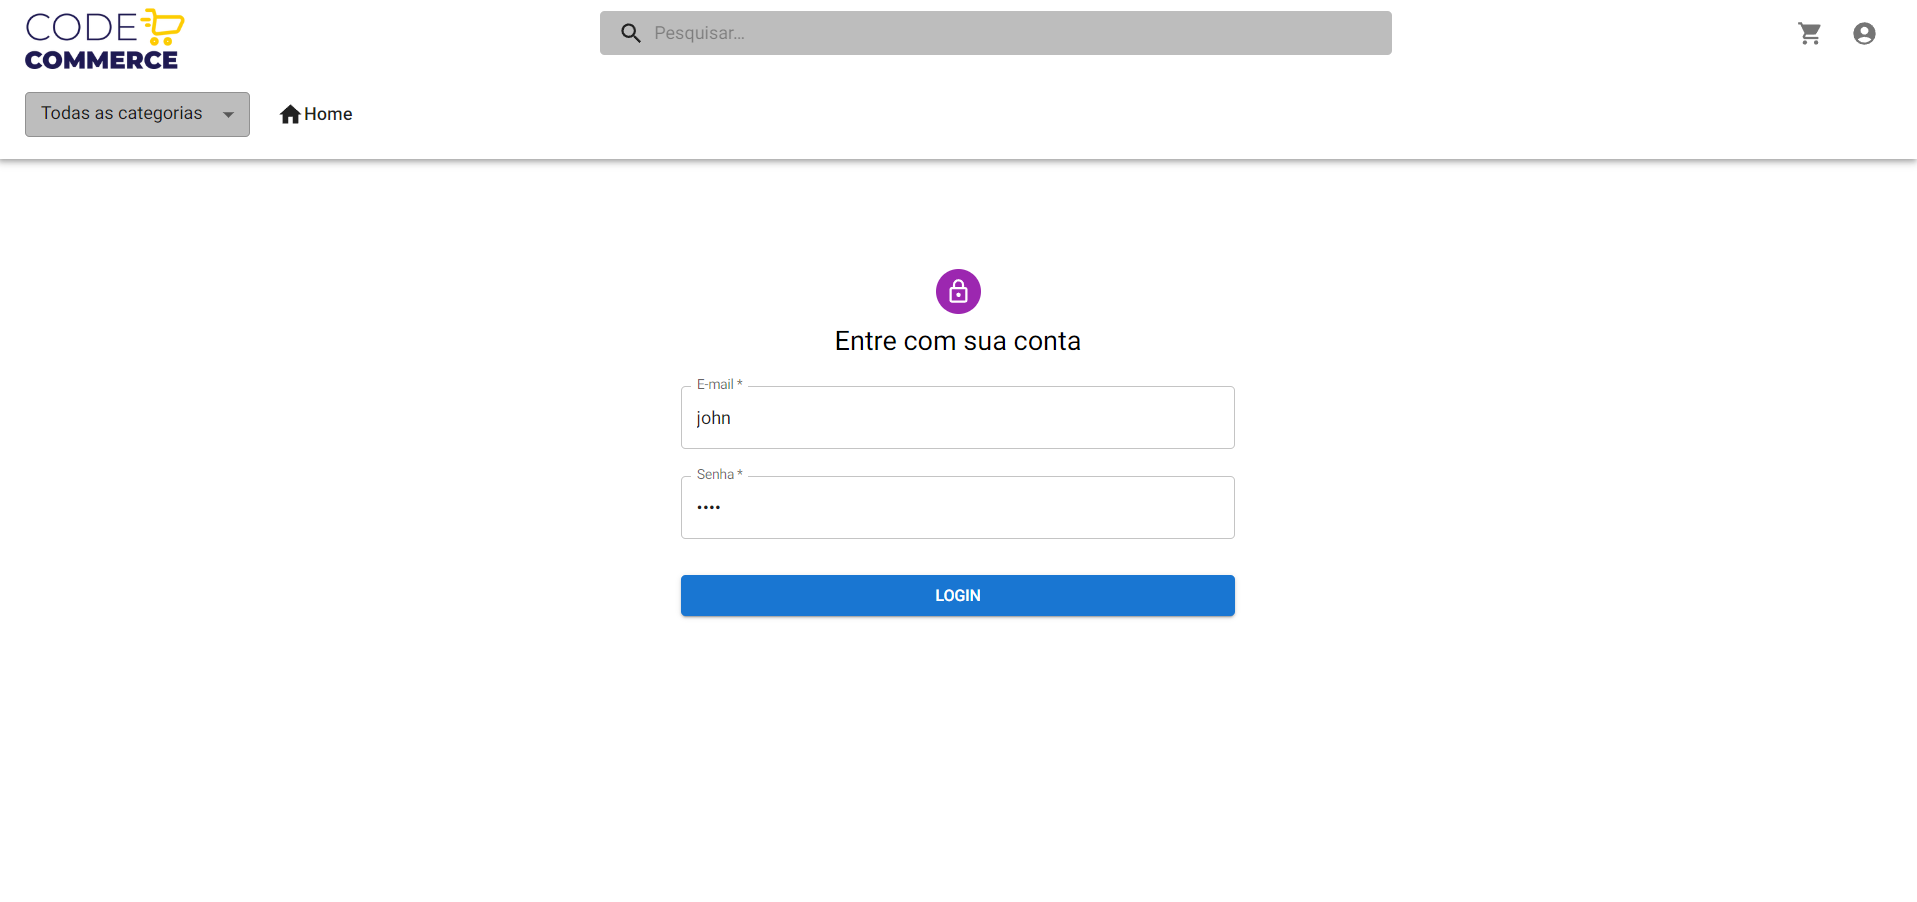 CODE
COMMERCE
Pesquisar...
Todas as categorias
Home
Entre com sua conta
E-mail *
john
Senha *
••••
LOGIN